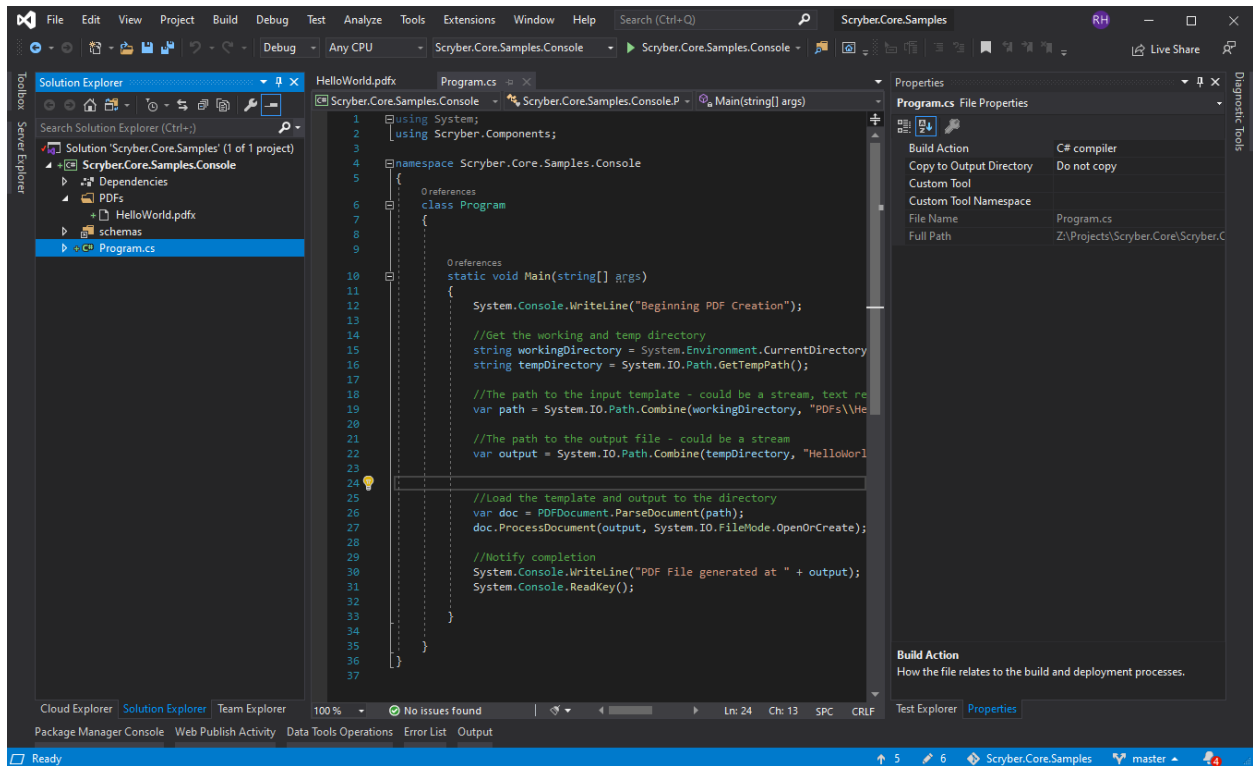 File Edit View Project Build Debug Test Analyze Tools Extensions Window Help Search (Ctrl+Q) Scryber.Core.Samples RH
Debug Any CPU Scryber.Core.Samples.Console Scryber.Core.Samples.Console Live Share
Toolbox
Server Explorer
Solution Explorer
Search Solution Explorer (Ctrl+;)
Solution 'Scryber.Core.Samples' (1 of 1 project)
Scryber.Core.Samples.Console
Dependencies
PDFs
HelloWorld.pdfx
schemas
Program.cs
Cloud Explorer Solution Explorer Team Explorer
HelloWorld.pdfx Program.cs
Scryber.Core.Samples.Console Scryber.Core.Samples.Console.P Main(string[] args)
1 using System;
2 using Scryber.Components;
3
4 namespace Scryber.Core.Samples.Console
5 {
0 references
6 class Program
7 {
8
9
0 references
10 static void Main(string[] args)
11 {
12 System.Console.WriteLine("Beginning PDF Creation");
13
14 //Get the working and temp directory
15 string workingDirectory = System.Environment.CurrentDirectory
16 string tempDirectory = System.IO.Path.GetTempPath();
17
18 //The path to the input template - could be a stream, text re
19 var path = System.IO.Path.Combine(workingDirectory, "PDFs\\He
20
21 //The path to the output file - could be a stream
22 var output = System.IO.Path.Combine(tempDirectory, "HelloWorl
23
24
25 //Load the template and output to the directory
26 var doc = PDFDocument.ParseDocument(path);
27 doc.ProcessDocument(output, System.IO.FileMode.OpenOrCreate);
28
29 //Notify completion
30 System.Console.WriteLine("PDF File generated at " + output);
31 System.Console.ReadKey();
32
33 }
34
35 }
36 }
37
100 % No issues found Ln: 24 Ch: 13 SPC CRLF
Properties
Program.cs File Properties
Build Action C# compiler
Copy to Output Directory Do not copy
Custom Tool
Custom Tool Namespace
File Name Program.cs
Full Path Z:\Projects\Scryber.Core\Scryber.C
Build Action
How the file relates to the build and deployment processes.
Test Explorer Properties
Diagnostic Tools
Package Manager Console Web Publish Activity Data Tools Operations Error List Output
Ready 5 6 Scryber.Core.Samples master 4